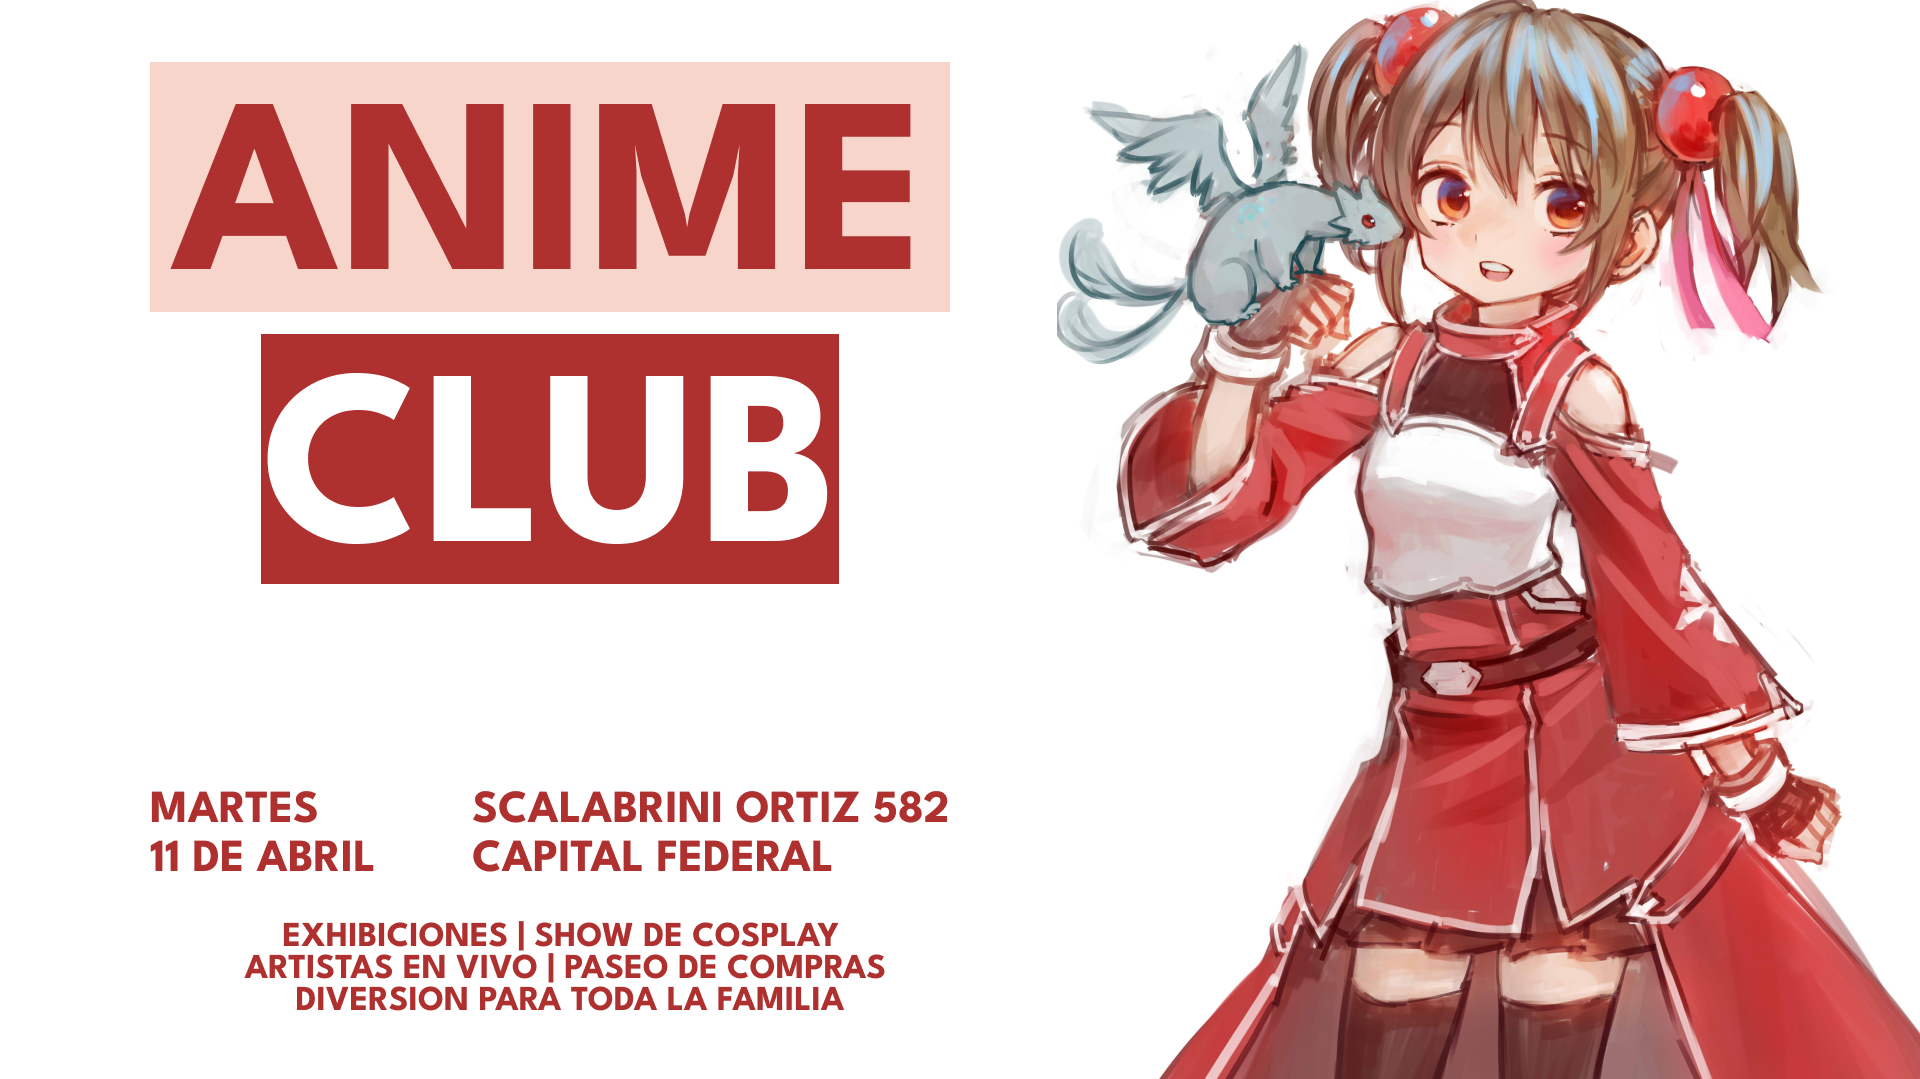 ANIME
CLUB
MARTES
11 DE ABRIL
SCALABRINI ORTIZ 582
CAPITAL FEDERAL
EXHIBICIONES | SHOW DE COSPLAY
ARTISTAS EN VIVO | PASEO DE COMPRAS
DIVERSION PARA TODA LA FAMILIA